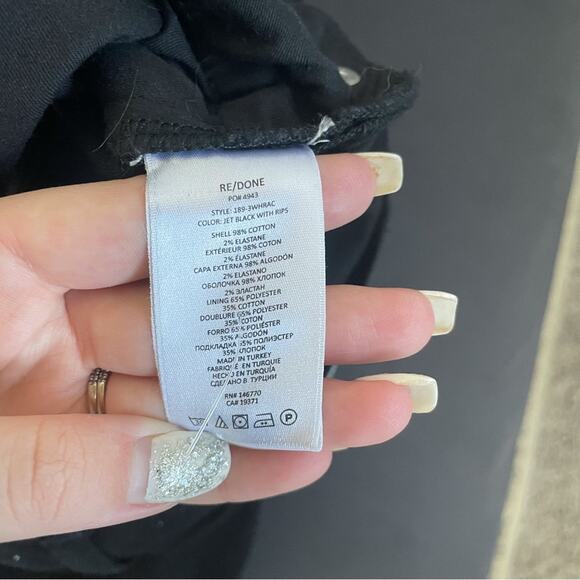 RE/DONE
PO# 4943
STYLE: 189-3WHRAC
COLOR: JET BLACK WITH RIPS
SHELL 98% COTTON
2% ELASTANE
EXTÉRIEUR 98% COTON
2% ÉLASTANE
CAPA EXTERNA 98% ALGODÓN
2% ELASTANO
ОБОЛОЧКА 98% ХЛОПОК
2% ЭЛАСТАН
LINING 65% POLYESTER
35% COTTON
DOUBLURE 65% POLYESTER
35% COTON
FORRO 65% POLIÉSTER
35% ALGODÓN
ПОДКЛАДКА 65% ПОЛИЭСТЕР
35% ХЛОПОК
MADE IN TURKEY
FABRIQUÉ EN TURQUIE
HECHO EN TURQUÍA
СДЕЛАНО В ТУРЦИИ
RN# 146770
CA# 19371
P